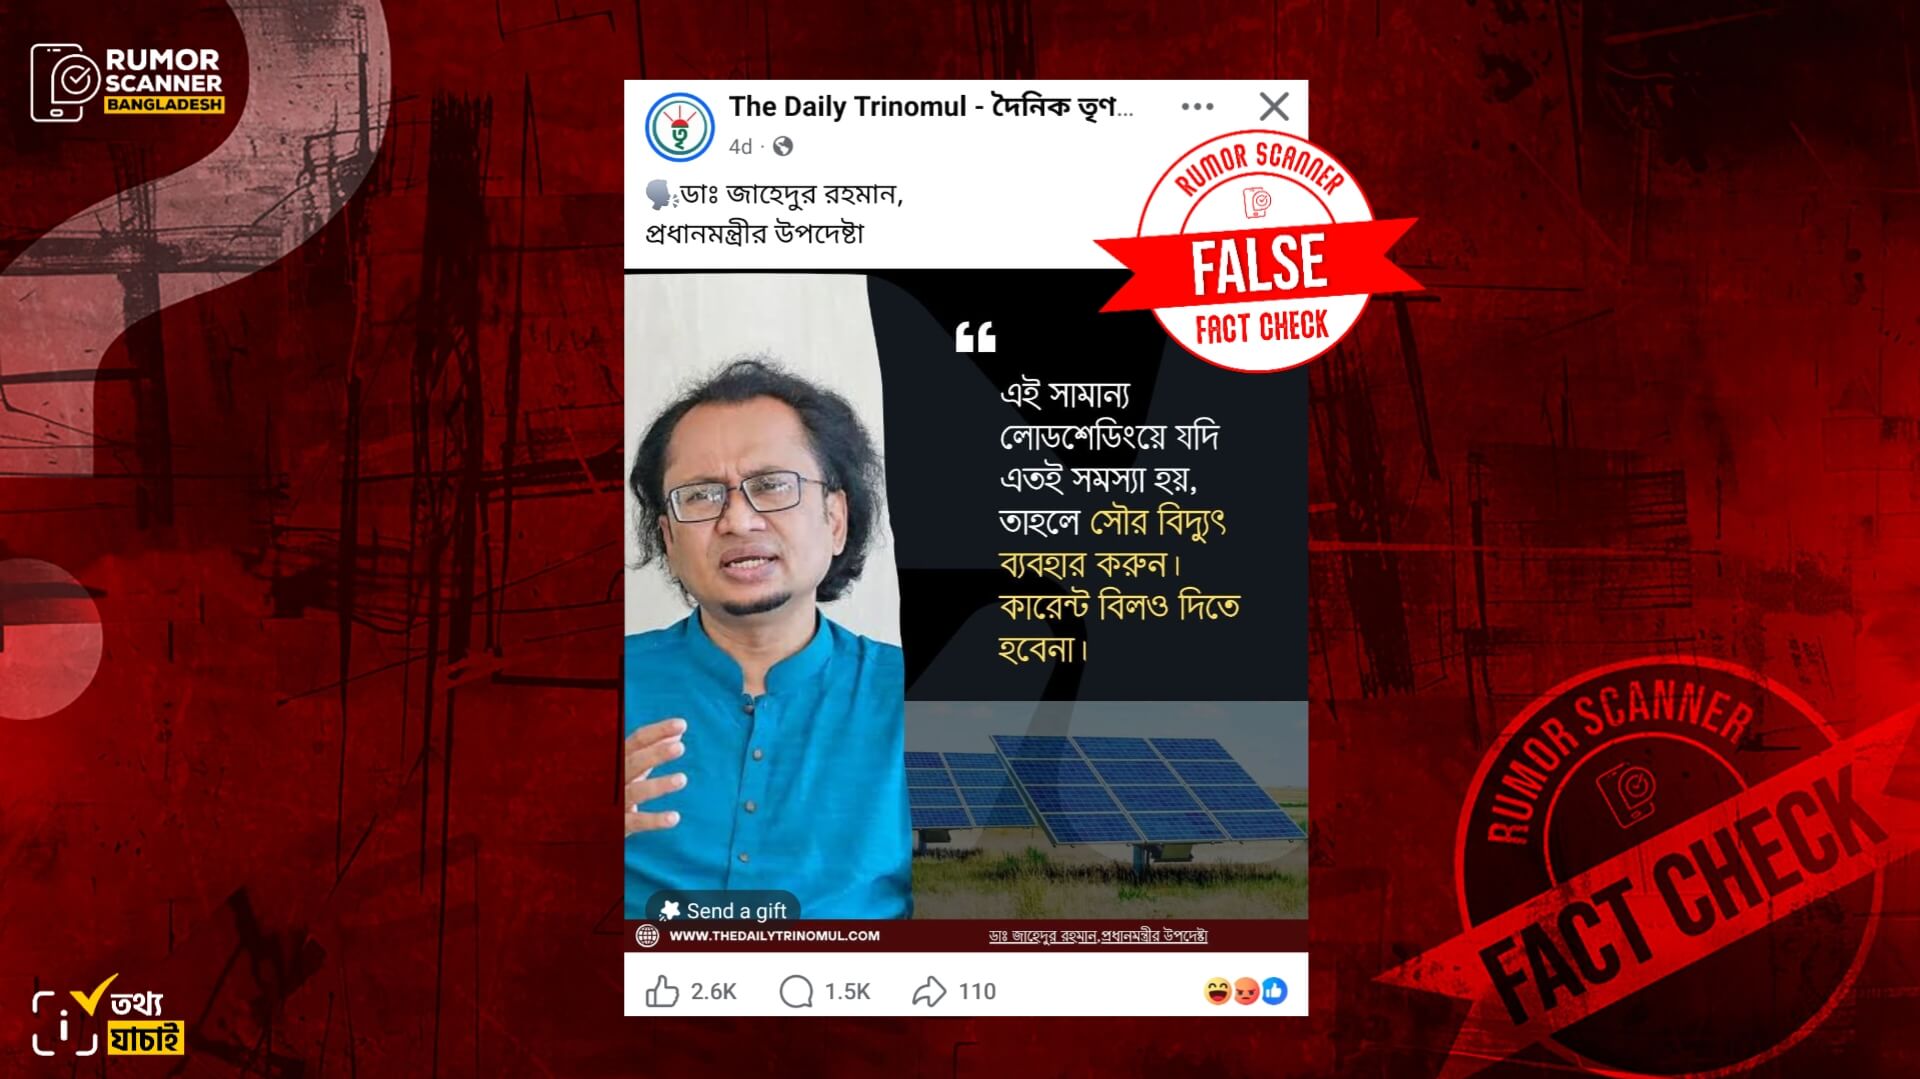 RUMOR
SCANNER
BANGLADESH
The Daily Trinomul - দৈনিক তৃণ...
4d
ডাঃ জাহেদুর রহমান,
প্রধানমন্ত্রীর উপদেষ্টা
RUMOR SCANNER
FALSE
FACT CHECK
“
এই সামান্য
লোডশেডিংয়ে যদি
এতই সমস্যা হয়,
তাহলে সৌর বিদ্যুৎ
ব্যবহার করুন।
কারেন্ট বিলও দিতে
হবেনা।
Send a gift
WWW.THEDAILYTRINOMUL.COM
ডাঃ জাহেদুর রহমান,প্রধানমন্ত্রীর উপদেষ্টা
2.6K
1.5K
110
RUMOR SCANNER
FACT CHECK
তথ্য
যাচাই
তৃ